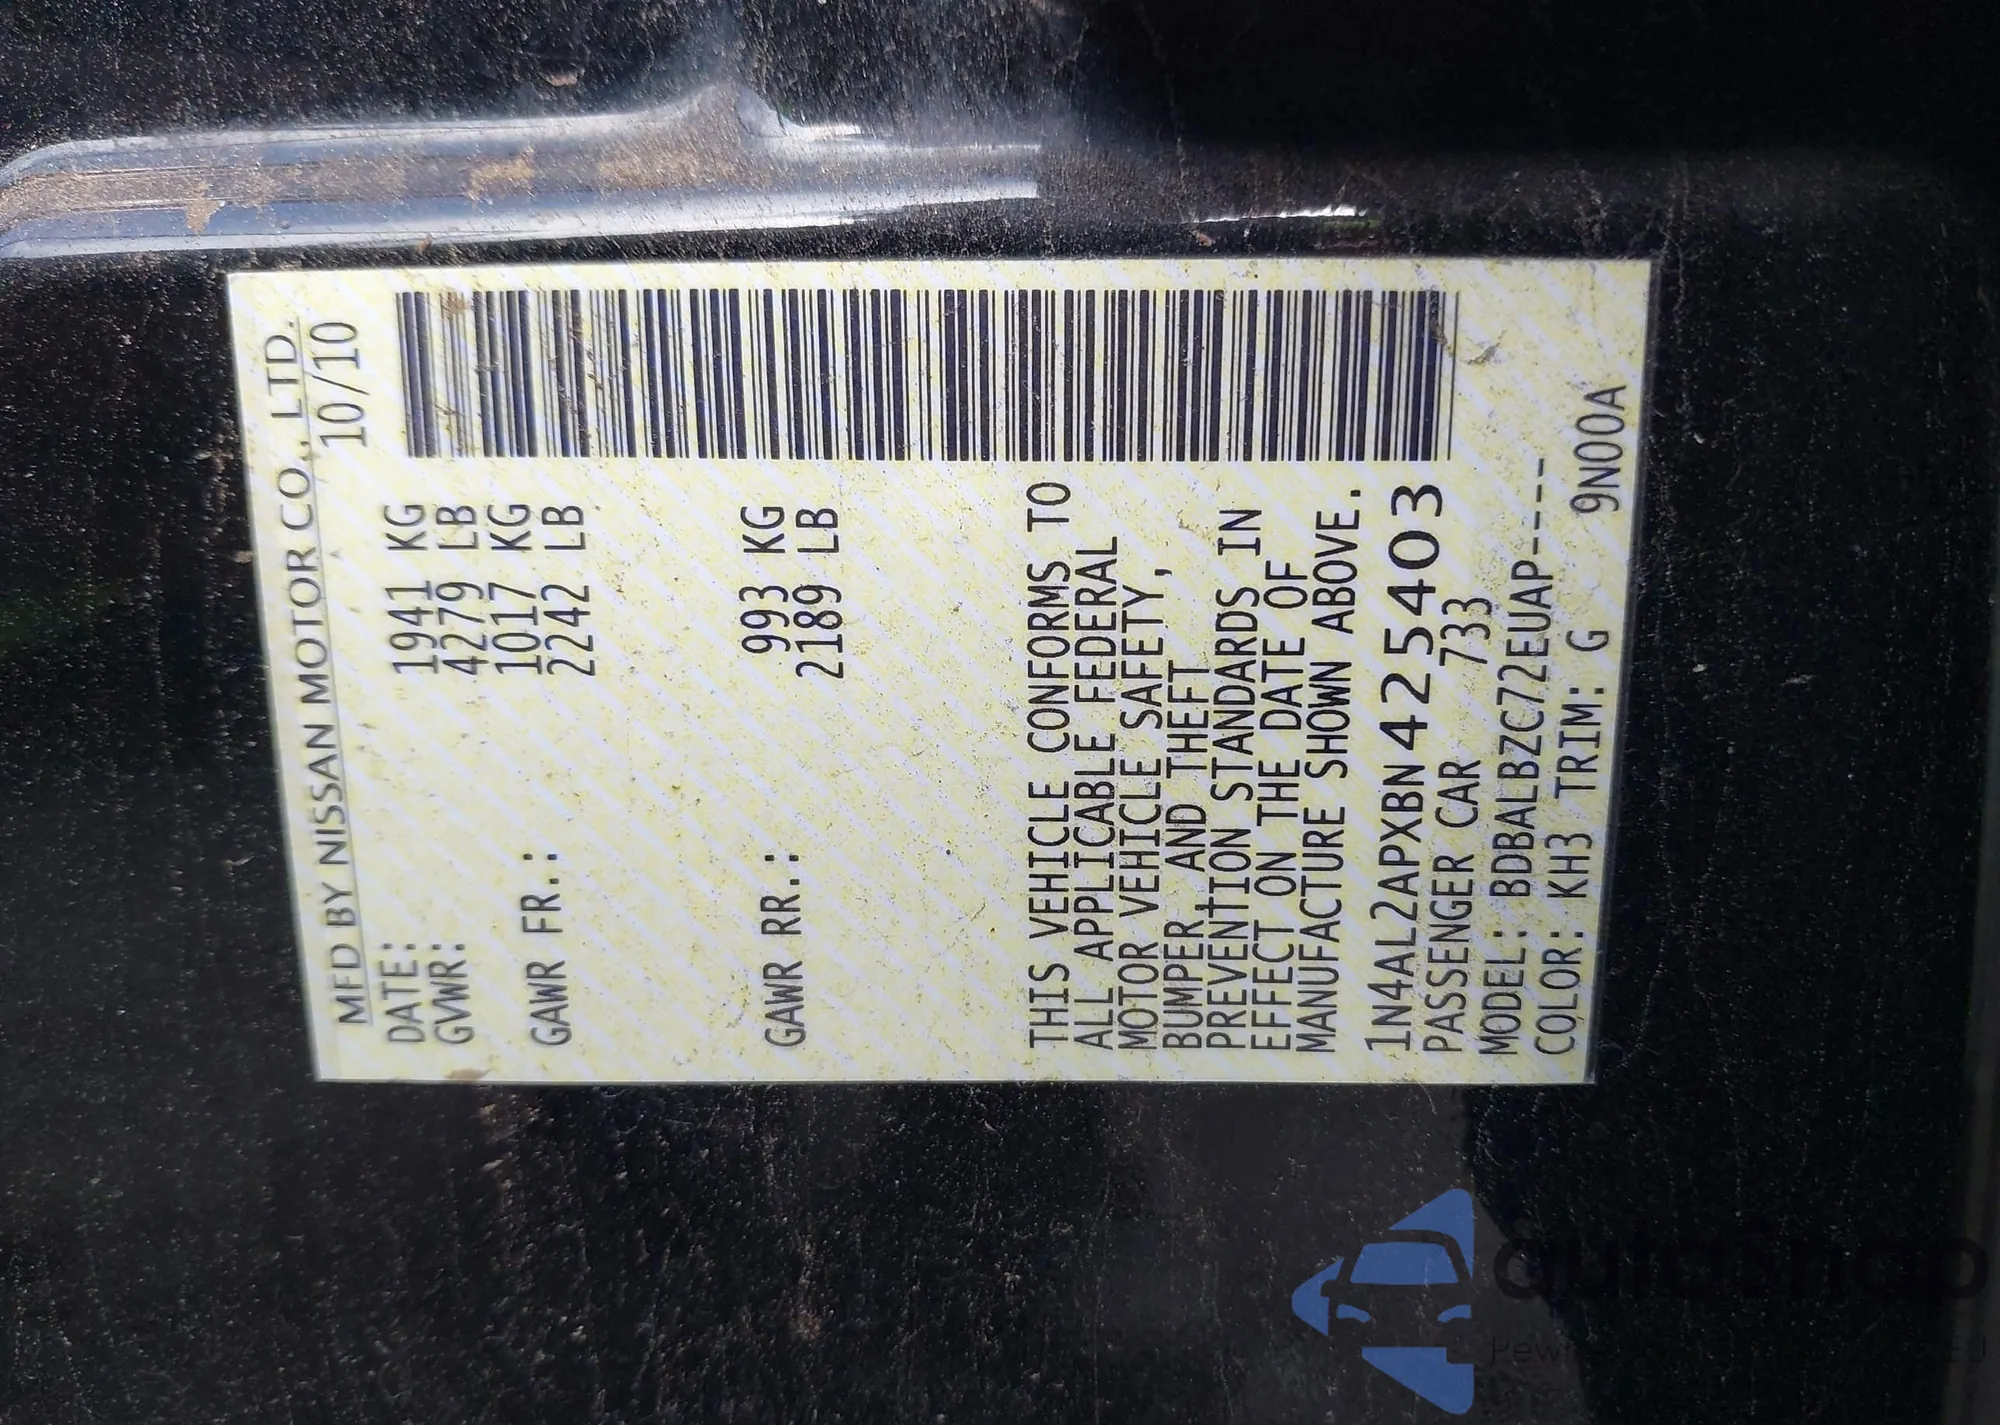 MFD BY NISSAN MOTOR CO., LTD.
DATE: 10/10
GVWR: 1941 KG
4279 LB
GAWR FR.: 1017 KG
2242 LB
GAWR RR.: 993 KG
2189 LB
THIS VEHICLE CONFORMS TO
ALL APPLICABLE FEDERAL
MOTOR VEHICLE SAFETY,
BUMPER, AND THEFT
PREVENTION STANDARDS IN
EFFECT ON THE DATE OF
MANUFACTURE SHOWN ABOVE.
1N4AL2APXBN425403
PASSENGER CAR 733
MODEL: BDBALBZC72EUAP----
COLOR: KH3 TRIM: G 9N00A